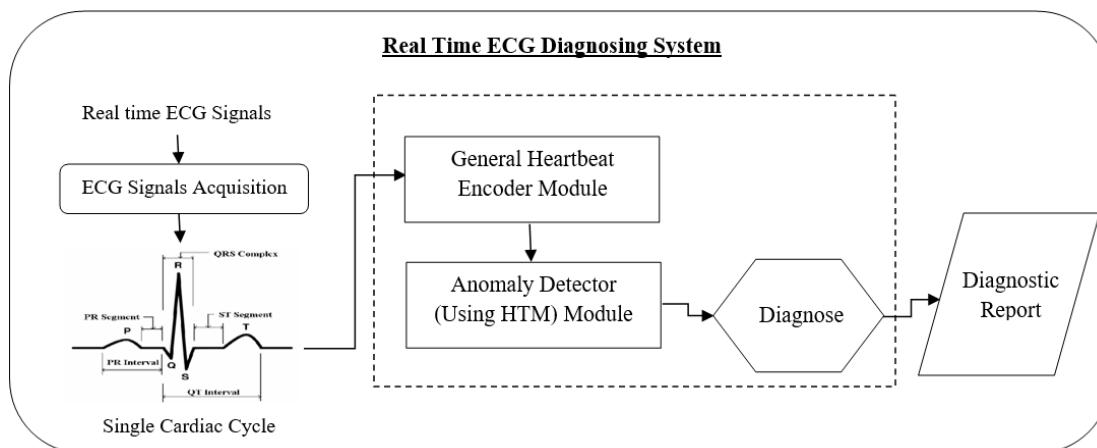 Real Time ECG Diagnosing System
Real time ECG Signals
ECG Signals Acquisition
QRS Complex
R
PR Segment
P
ST Segment
T
Q
PR Interval
S
QT Interval
Single Cardiac Cycle
General Heartbeat
Encoder Module
Anomaly Detector
(Using HTM) Module
Diagnose
Diagnostic
Report